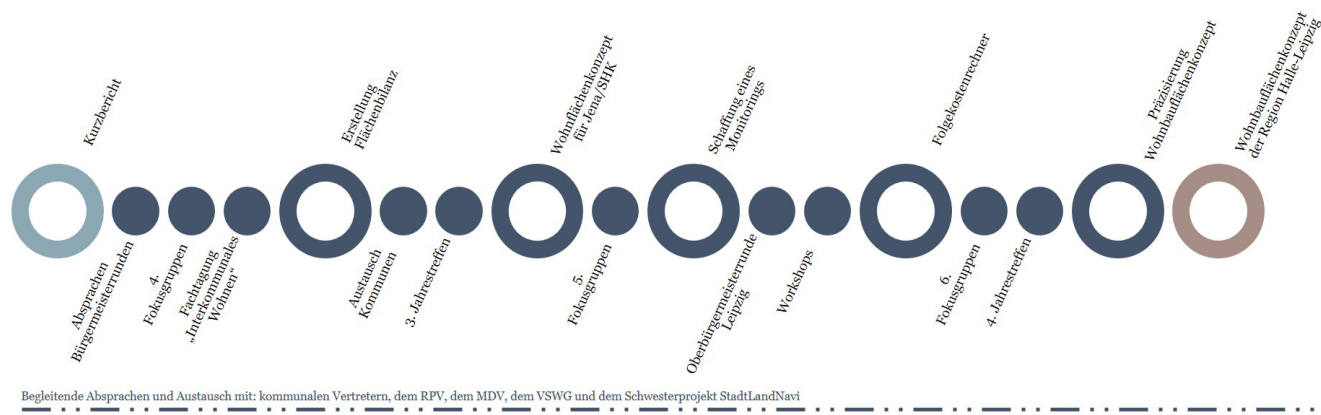 Kurzbericht
Absprachen
Bürgermeisterrunden
4.
Fokusgruppen
Fachtagung
„Interkommunales
Wohnen“
Erstellung
Flächenbilanz
Austausch
Kommunen
3. Jahrestreffen
Wohnflächenkonzept
für Jena/SHK
5.
Fokusgruppen
Schaffung eines
Monitorings
Oberbürgermeisterrunde
Leipzig
Workshops
Folgekostenrechner
6.
Fokusgruppen
4. Jahrestreffen
Präzisierung
Wohnbauflächenkonzept
Wohnbauflächenkonzept
der Region Halle-Leipzig
Begleitende Absprachen und Austausch mit: kommunalen Vertretern, dem RPV, dem MDV, dem VSWG und dem Schwesterprojekt StadtLandNavi